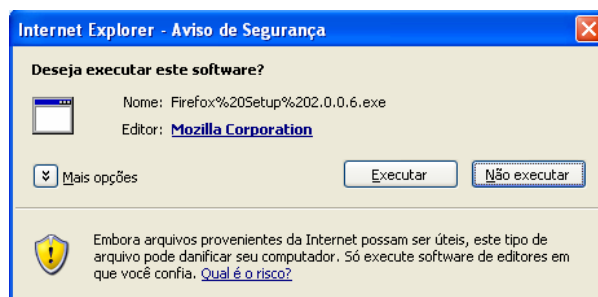 Internet Explorer - Aviso de Segurança
Deseja executar este software?
Nome: Firefox%20Setup%202.0.0.6.exe
Editor: Mozilla Corporation
Mais opções
Executar
Não executar
Embora arquivos provenientes da Internet possam ser úteis, este tipo de
arquivo pode danificar seu computador. Só execute software de editores em
que você confia. Qual é o risco?